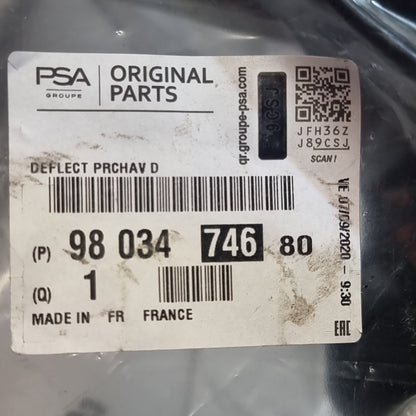 PSA
GROUPE
ORIGINAL
PARTS
qr.groupe-psa.com
9CSJ
JFH36Z
J89CSJ
SCAN!
DEFLECT PRCHAV D
VE 07/09/2020 - 9:30
(P) 98 034 746 80
(Q) 1
MADE IN FR FRANCE
EAC